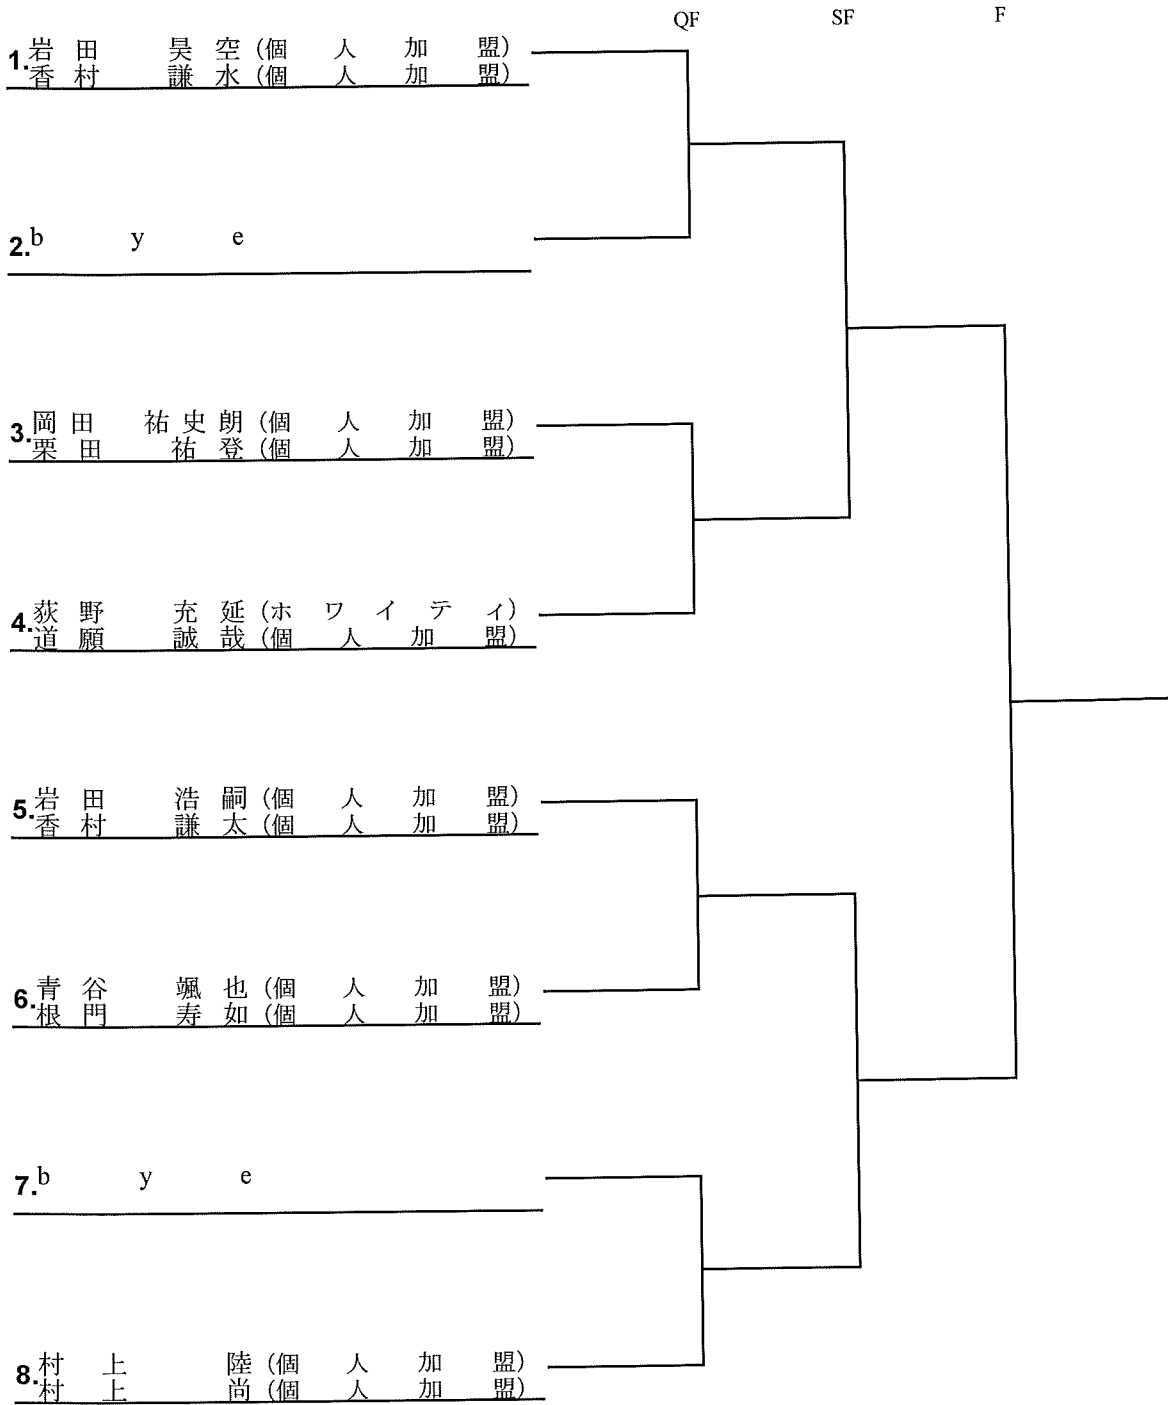 QF SF F
1. 岩田 昊空 (個人加盟)
香村 謙水 (個人加盟)
2. bye
3. 岡田 祐史朗 (個人加盟)
栗田 祐登 (個人加盟)
4. 荻野 充延 (ホワイティ)
道願 誠哉 (個人加盟)
5. 岩田 浩嗣 (個人加盟)
香村 謙太 (個人加盟)
6. 青谷 颯也 (個人加盟)
根門 寿如 (個人加盟)
7. bye
8. 村上 陸 (個人加盟)
村上 尚 (個人加盟)